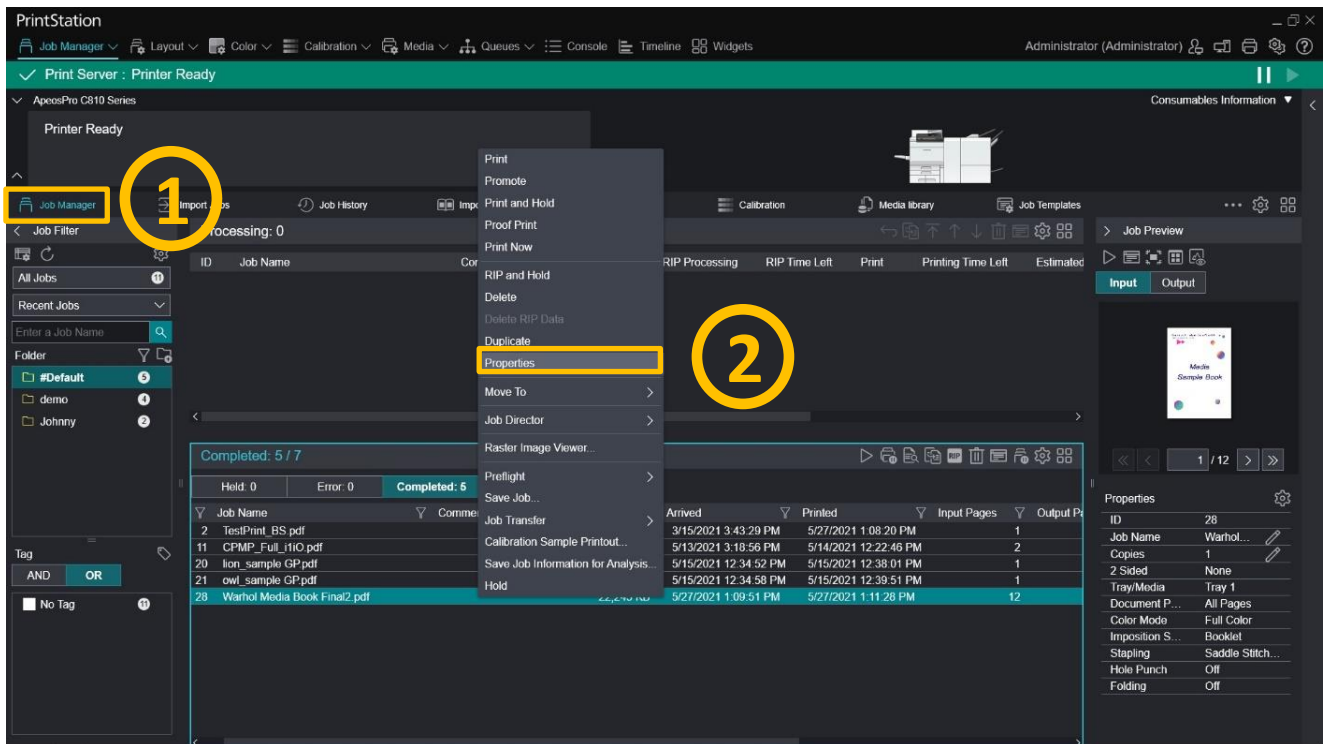 PrintStation
Job Manager Layout Color Calibration Media Queues Console Timeline Widgets Administrator (Administrator)
Print Server : Printer Ready
ApeosPro C810 Series Consumables Information
Printer Ready
1
Job Manager Import Job History Calibration Media library Job Templates
Job Filter
All Jobs 11
Recent Jobs
Enter a Job Name
Folder
#Default 5
demo 4
Johnny 2
Tag
AND OR
No Tag 11
Processing: 0
ID Job Name RIP Processing RIP Time Left Print Printing Time Left Estimated
Print
Promote
Print and Hold
Proof Print
Print Now
RIP and Hold
Delete
Delete RIP Data
Duplicate
Properties
2
Move To
Job Director
Raster Image Viewer...
Preflight
Save Job...
Job Transfer
Calibration Sample Printout...
Save Job Information for Analysis...
Hold
Completed: 5 / 7
RIP
Held: 0 Error: 0 Completed: 5
Job Name Arrived Printed Input Pages Output
2 TestPrint_BS.pdf 3/15/2021 3:43:29 PM 5/27/2021 1:08:20 PM 1
11 CPMP_Full_i1iO.pdf 5/13/2021 3:18:56 PM 5/14/2021 12:22:46 PM 2
20 lion_sample GP.pdf 5/15/2021 12:34:52 PM 5/15/2021 12:38:01 PM 1
21 owl_sample GP.pdf 5/15/2021 12:34:58 PM 5/15/2021 12:39:51 PM 1
28 Warhol Media Book Final2.pdf 5/27/2021 1:09:51 PM 5/27/2021 1:11:28 PM 12
Job Preview
Input Output
Media
Sample Book
1 / 12
Properties
ID 28
Job Name Warhol...
Copies 1
2 Sided None
Tray/Media Tray 1
Document P... All Pages
Color Mode Full Color
Imposition S... Booklet
Stapling Saddle Stitch...
Hole Punch Off
Folding Off